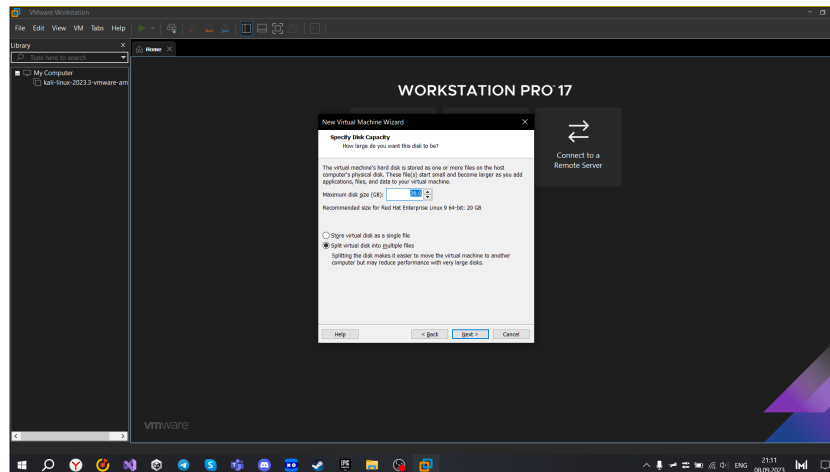 VMware Workstation
File Edit View VM Tabs Help
Library
Type here to search
My Computer
kali-linux-2023.3-vmware-am
Home
WORKSTATION PRO 17
Connect to a
Remote Server
New Virtual Machine Wizard
Specify Disk Capacity
How large do you want this disk to be?
The virtual machine's hard disk is stored as one or more files on the host
computer's physical disk. These file(s) start small and become larger as you add
applications, files, and data to your virtual machine.
Maximum disk size (GB): 20.0
Recommended size for Red Hat Enterprise Linux 9 64-bit: 20 GB
Store virtual disk as a single file
Split virtual disk into multiple files
Splitting the disk makes it easier to move the virtual machine to another
computer but may reduce performance with very large disks.
Help < Back Next > Cancel
vmware
ENG 21:11
08.09.2023